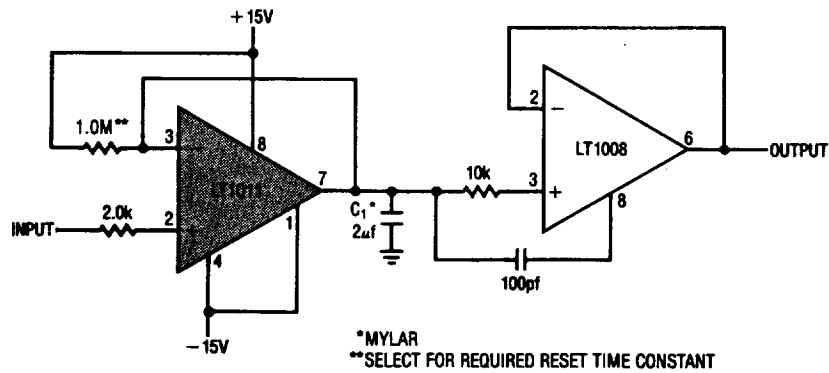 +15V
1.0M**
3
8
LT1011
7
2.0k
INPUT
2
1
4
−15V
C1*
2µf
10k
100pf
2
3
LT1008
6
8
OUTPUT
*MYLAR
**SELECT FOR REQUIRED RESET TIME CONSTANT